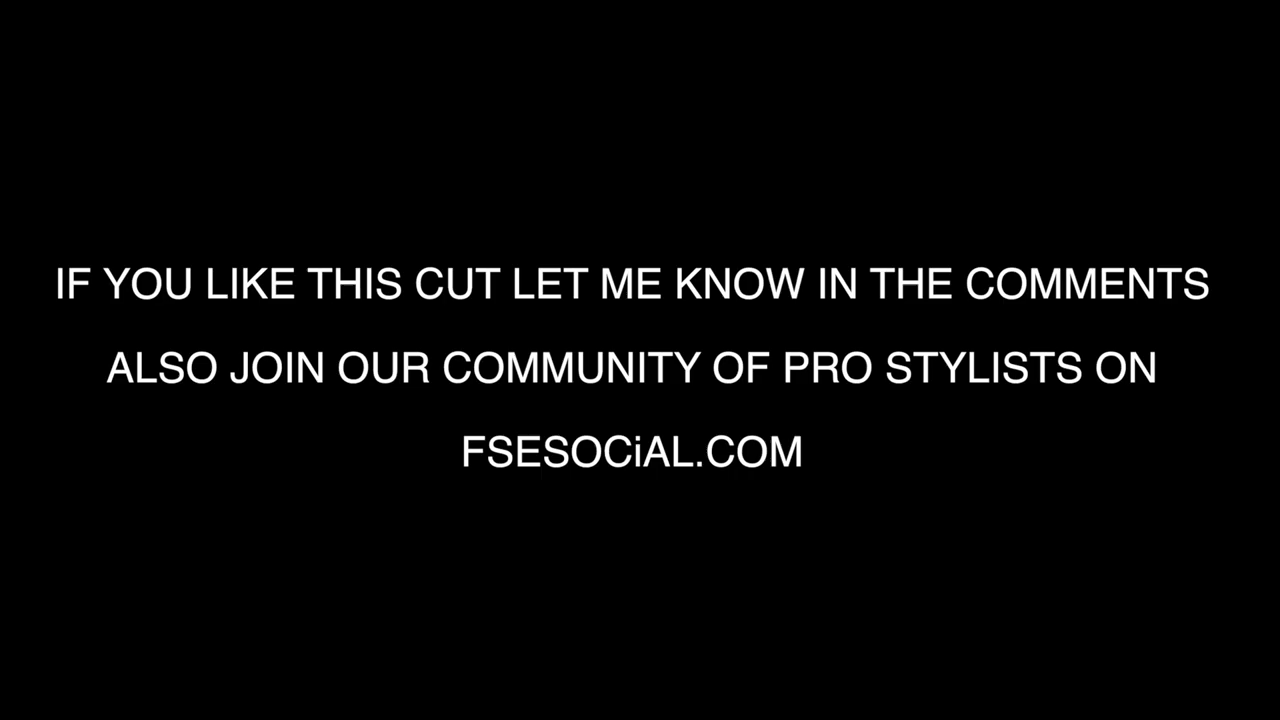 IF YOU LIKE THIS CUT LET ME KNOW IN THE COMMENTS
ALSO JOIN OUR COMMUNITY OF PRO STYLISTS ON
FSESOCiAL.COM